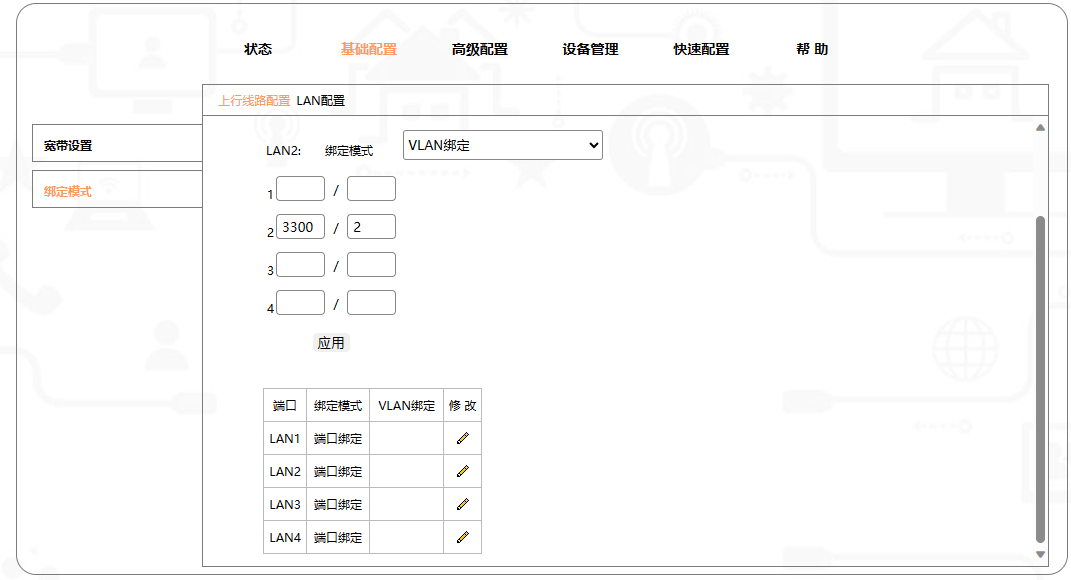 状态 基础配置 高级配置 设备管理 快速配置 帮 助
上行线路配置 LAN配置
宽带设置
绑定模式
LAN2: 绑定模式 VLAN绑定
1 /
2 3300 / 2
3 /
4 /
应用
端口 绑定模式 VLAN绑定 修 改
LAN1 端口绑定
LAN2 端口绑定
LAN3 端口绑定
LAN4 端口绑定